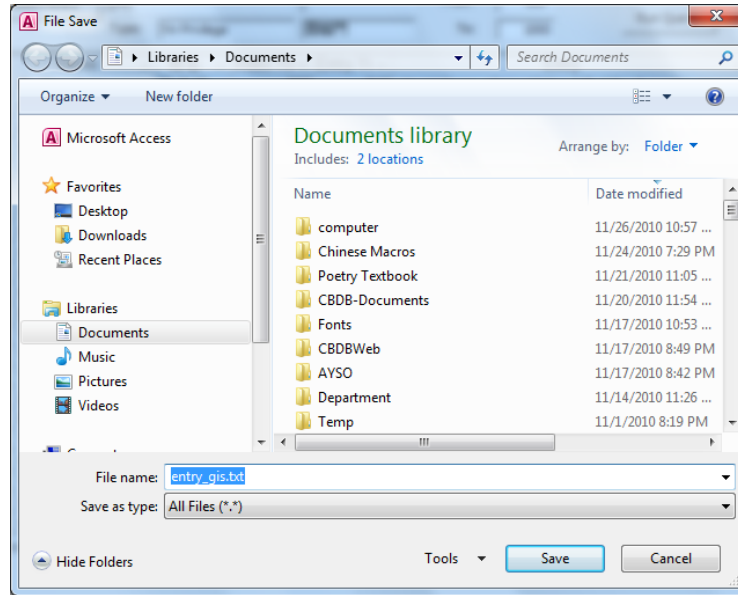 File Save
Libraries ▸ Documents ▸
Search Documents
Organize
New folder
Microsoft Access
Favorites
Desktop
Downloads
Recent Places
Libraries
Documents
Music
Pictures
Videos
Documents library
Includes: 2 locations
Arrange by: Folder
Name Date modified
computer 11/26/2010 10:57 ...
Chinese Macros 11/24/2010 7:29 PM
Poetry Textbook 11/21/2010 11:05 ...
CBDB-Documents 11/20/2010 11:54 ...
Fonts 11/17/2010 10:53 ...
CBDBWeb 11/17/2010 8:49 PM
AYSO 11/17/2010 8:42 PM
Department 11/14/2010 11:26 ...
Temp 11/1/2010 8:19 PM
File name: entry_gis.txt
Save as type: All Files (*.*)
Hide Folders
Tools
Save
Cancel